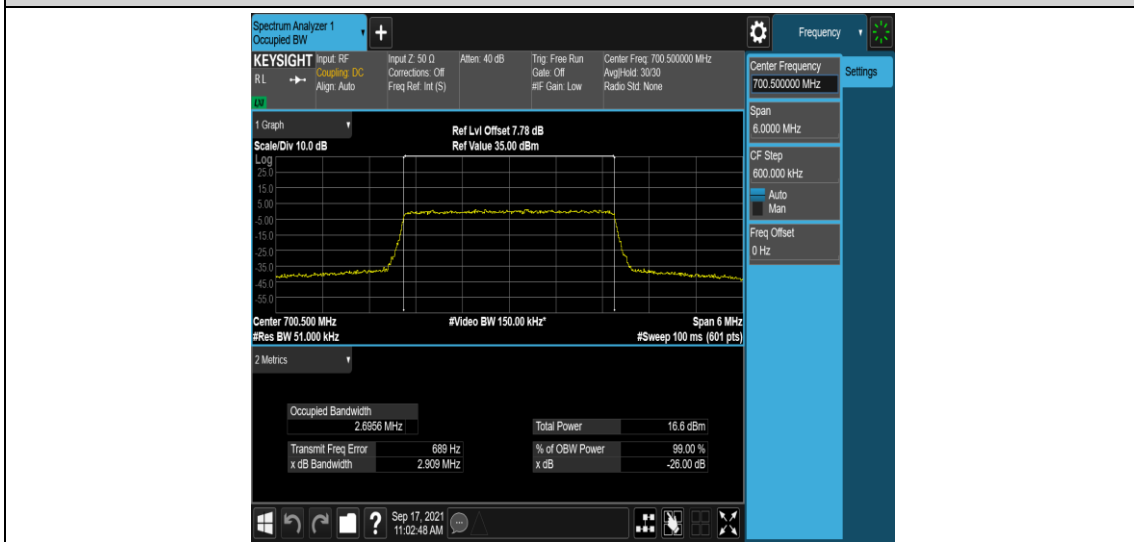 Spectrum Analyzer 1
Occupied BW
Frequency
KEYSIGHT
RL
Input: RF
Coupling: DC
Align: Auto
Input Z: 50 Ω
Corrections: Off
Freq Ref: Int (S)
Atten: 40 dB
Trig: Free Run
Gate: Off
#IF Gain: Low
Center Freq: 700.500000 MHz
Avg|Hold: 30/30
Radio Std: None
Center Frequency
700.500000 MHz
Settings
Span
6.0000 MHz
CF Step
600.000 kHz
Auto
Man
Freq Offset
0 Hz
1 Graph
Scale/Div 10.0 dB
Ref Lvl Offset 7.78 dB
Ref Value 35.00 dBm
Log
25.0
15.0
5.00
-5.00
-15.0
-25.0
-35.0
-45.0
-55.0
Center 700.500 MHz
#Video BW 150.00 kHz*
Span 6 MHz
#Res BW 51.000 kHz
#Sweep 100 ms (601 pts)
2 Metrics
Occupied Bandwidth
2.6956 MHz
Total Power 16.6 dBm
Transmit Freq Error 689 Hz
% of OBW Power 99.00 %
x dB Bandwidth 2.909 MHz
x dB -26.00 dB
?
Sep 17, 2021
11:02:48 AM